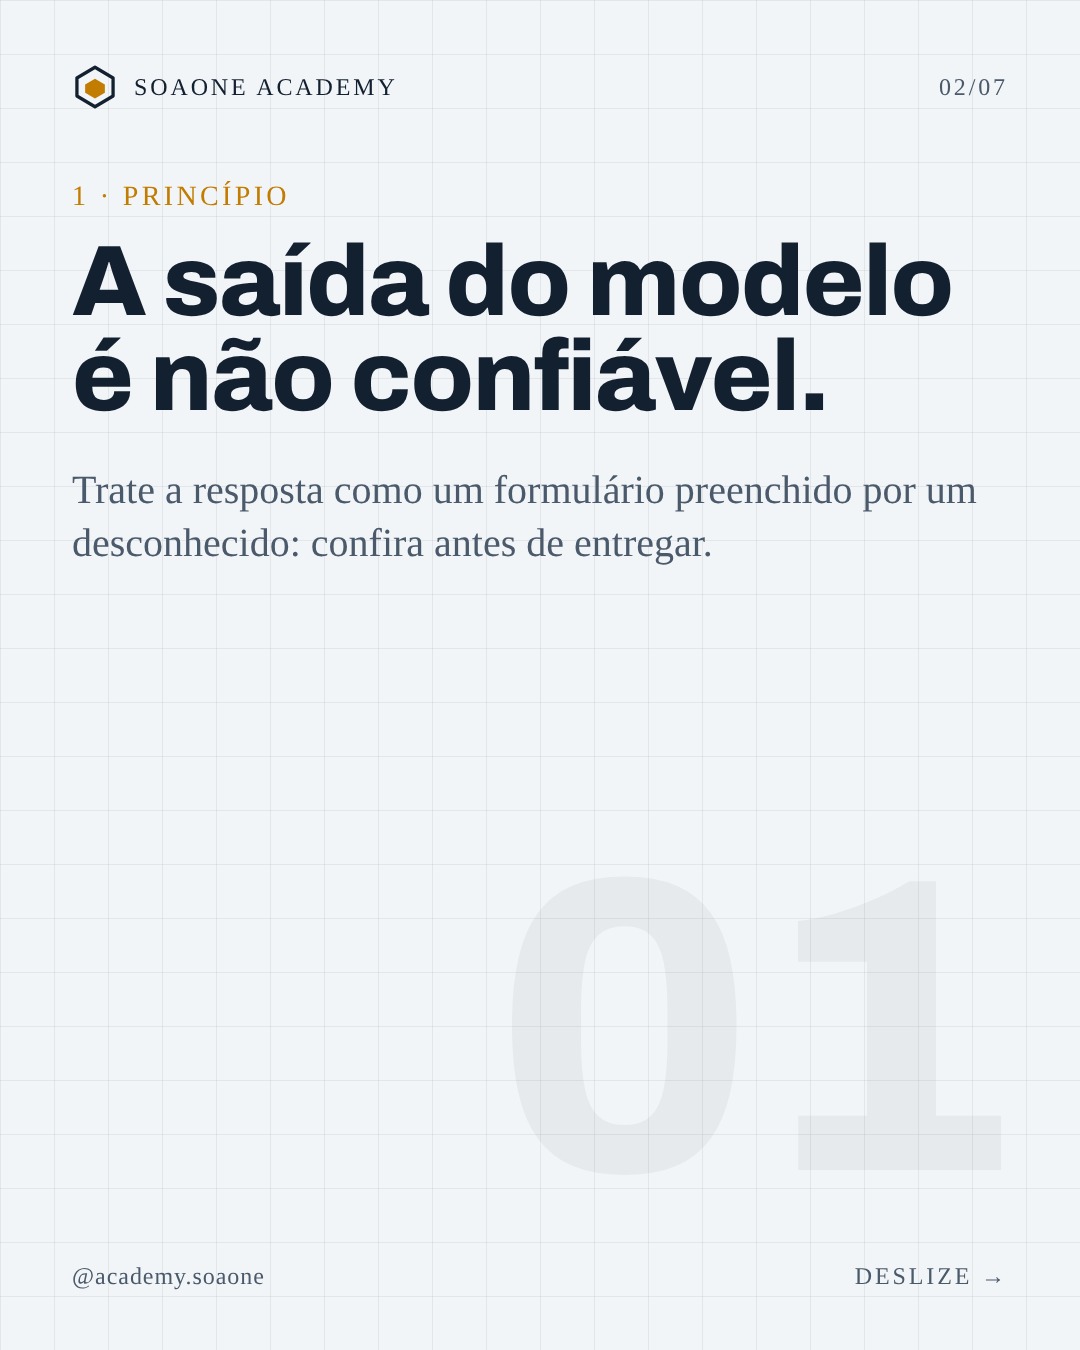 SOAONE ACADEMY
02/07
1 · PRINCÍPIO
A saída do modelo
é não confiável.
Trate a resposta como um formulário preenchido por um
desconhecido: confira antes de entregar.
01
@academy.soaone
DESLIZE →